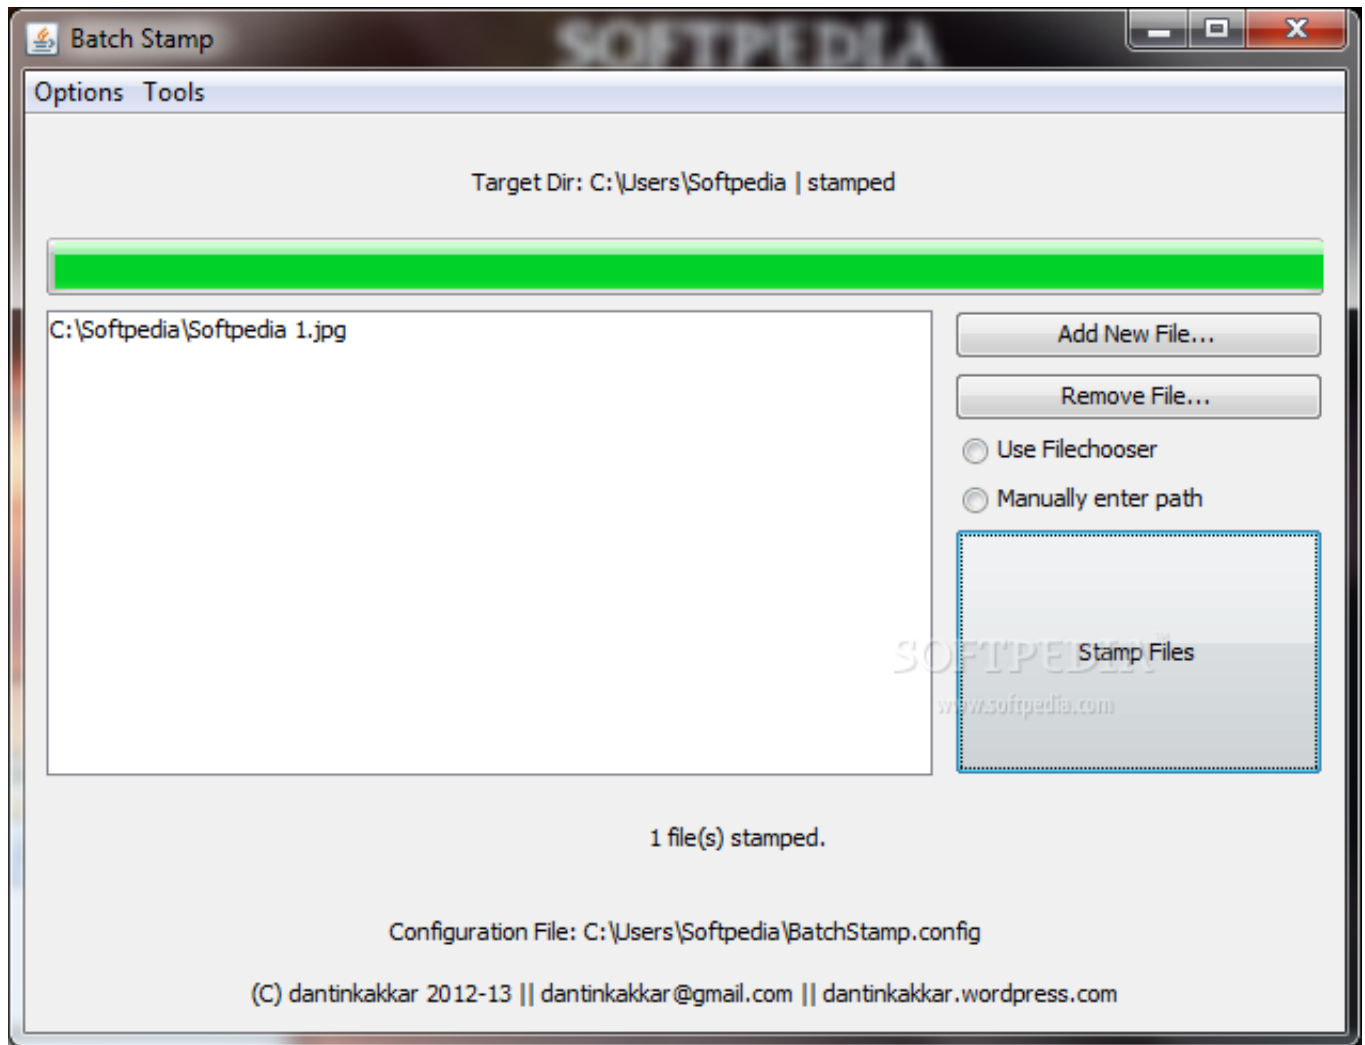 SOFTPEDIA
Batch Stamp
Options Tools
Target Dir: C:\Users\Softpedia | stamped
C:\Softpedia\Softpedia 1.jpg
Add New File...
Remove File...
Use Filechooser
Manually enter path
Stamp Files
SOFTPEDIA
www.softpedia.com
1 file(s) stamped.
Configuration File: C:\Users\Softpedia\BatchStamp.config
(C) dantinkakkar 2012-13 || dantinkakkar@gmail.com || dantinkakkar.wordpress.com